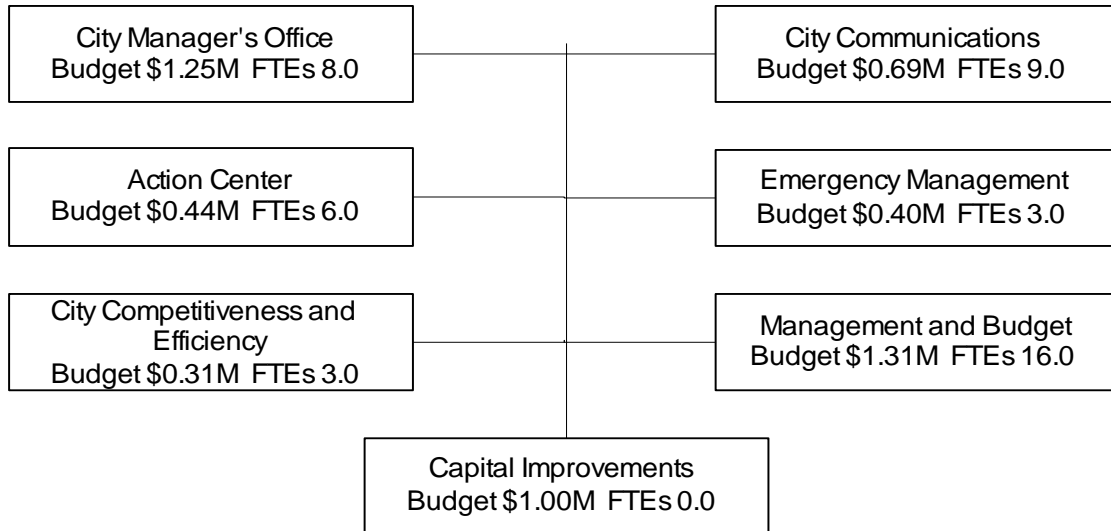 City Manager's Office
Budget $1.25M FTEs 8.0
City Communications
Budget $0.69M FTEs 9.0
Action Center
Budget $0.44M FTEs 6.0
Emergency Management
Budget $0.40M FTEs 3.0
City Competitiveness and
Efficiency
Budget $0.31M FTEs 3.0
Management and Budget
Budget $1.31M FTEs 16.0
Capital Improvements
Budget $1.00M FTEs 0.0